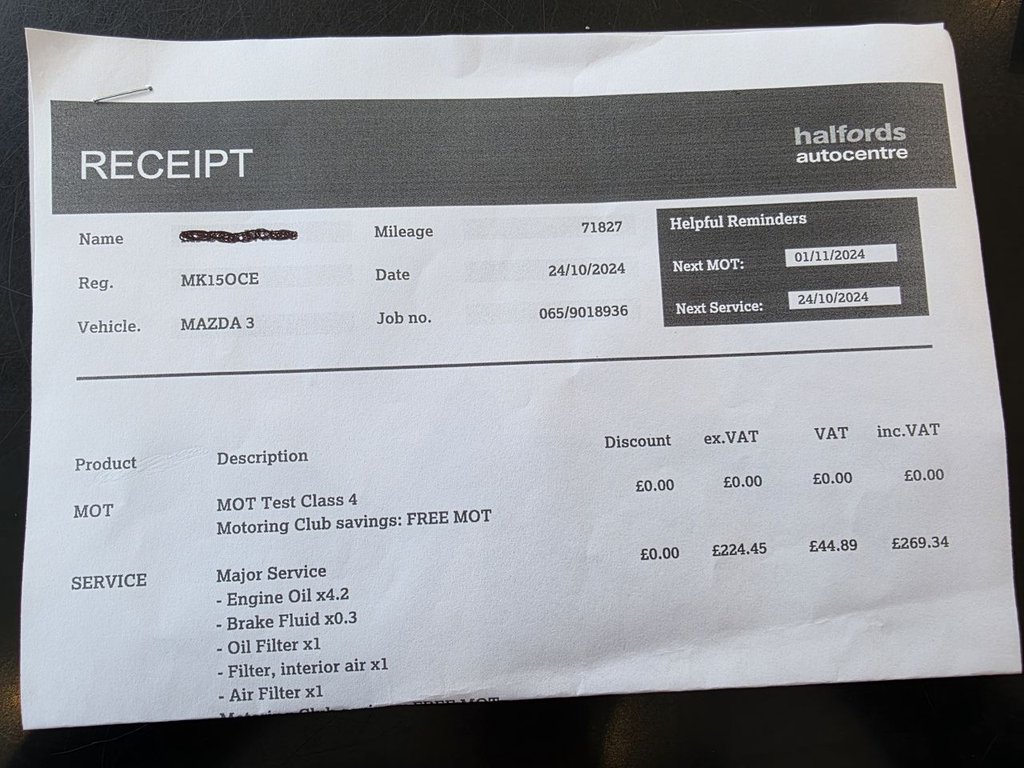 RECEIPT
halfords
autocentre
Name
Mileage 71827
Reg. MK15OCE
Date 24/10/2024
Vehicle. MAZDA 3
Job no. 065/9018936
Helpful Reminders
Next MOT: 01/11/2024
Next Service: 24/10/2024
Product Description Discount ex.VAT VAT inc.VAT
MOT MOT Test Class 4 £0.00 £0.00 £0.00 £0.00
Motoring Club savings: FREE MOT
SERVICE Major Service £0.00 £224.45 £44.89 £269.34
- Engine Oil x4.2
- Brake Fluid x0.3
- Oil Filter x1
- Filter, interior air x1
- Air Filter x1